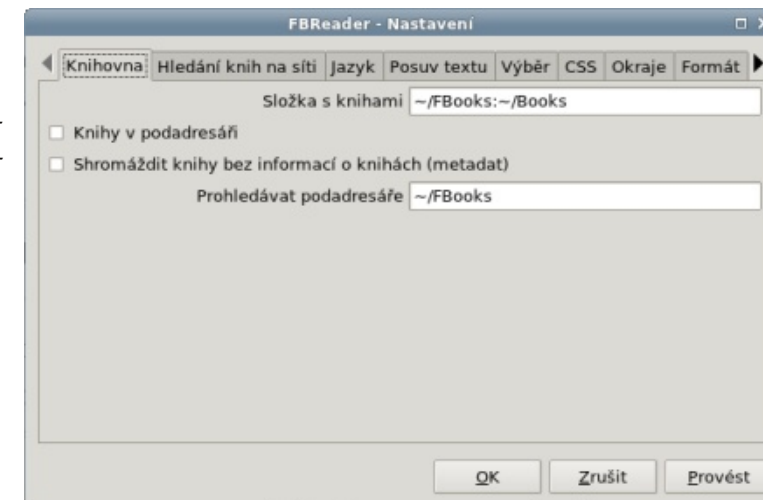 FBReader - Nastavení
Knihovna Hledání knih na síti Jazyk Posuv textu Výběr CSS Okraje Formát
Složka s knihami ~/FBooks:~/Books
Knihy v podadresáři
Shromáždit knihy bez informací o knihách (metadat)
Prohledávat podadresáře ~/FBooks
OK Zrušit Provést